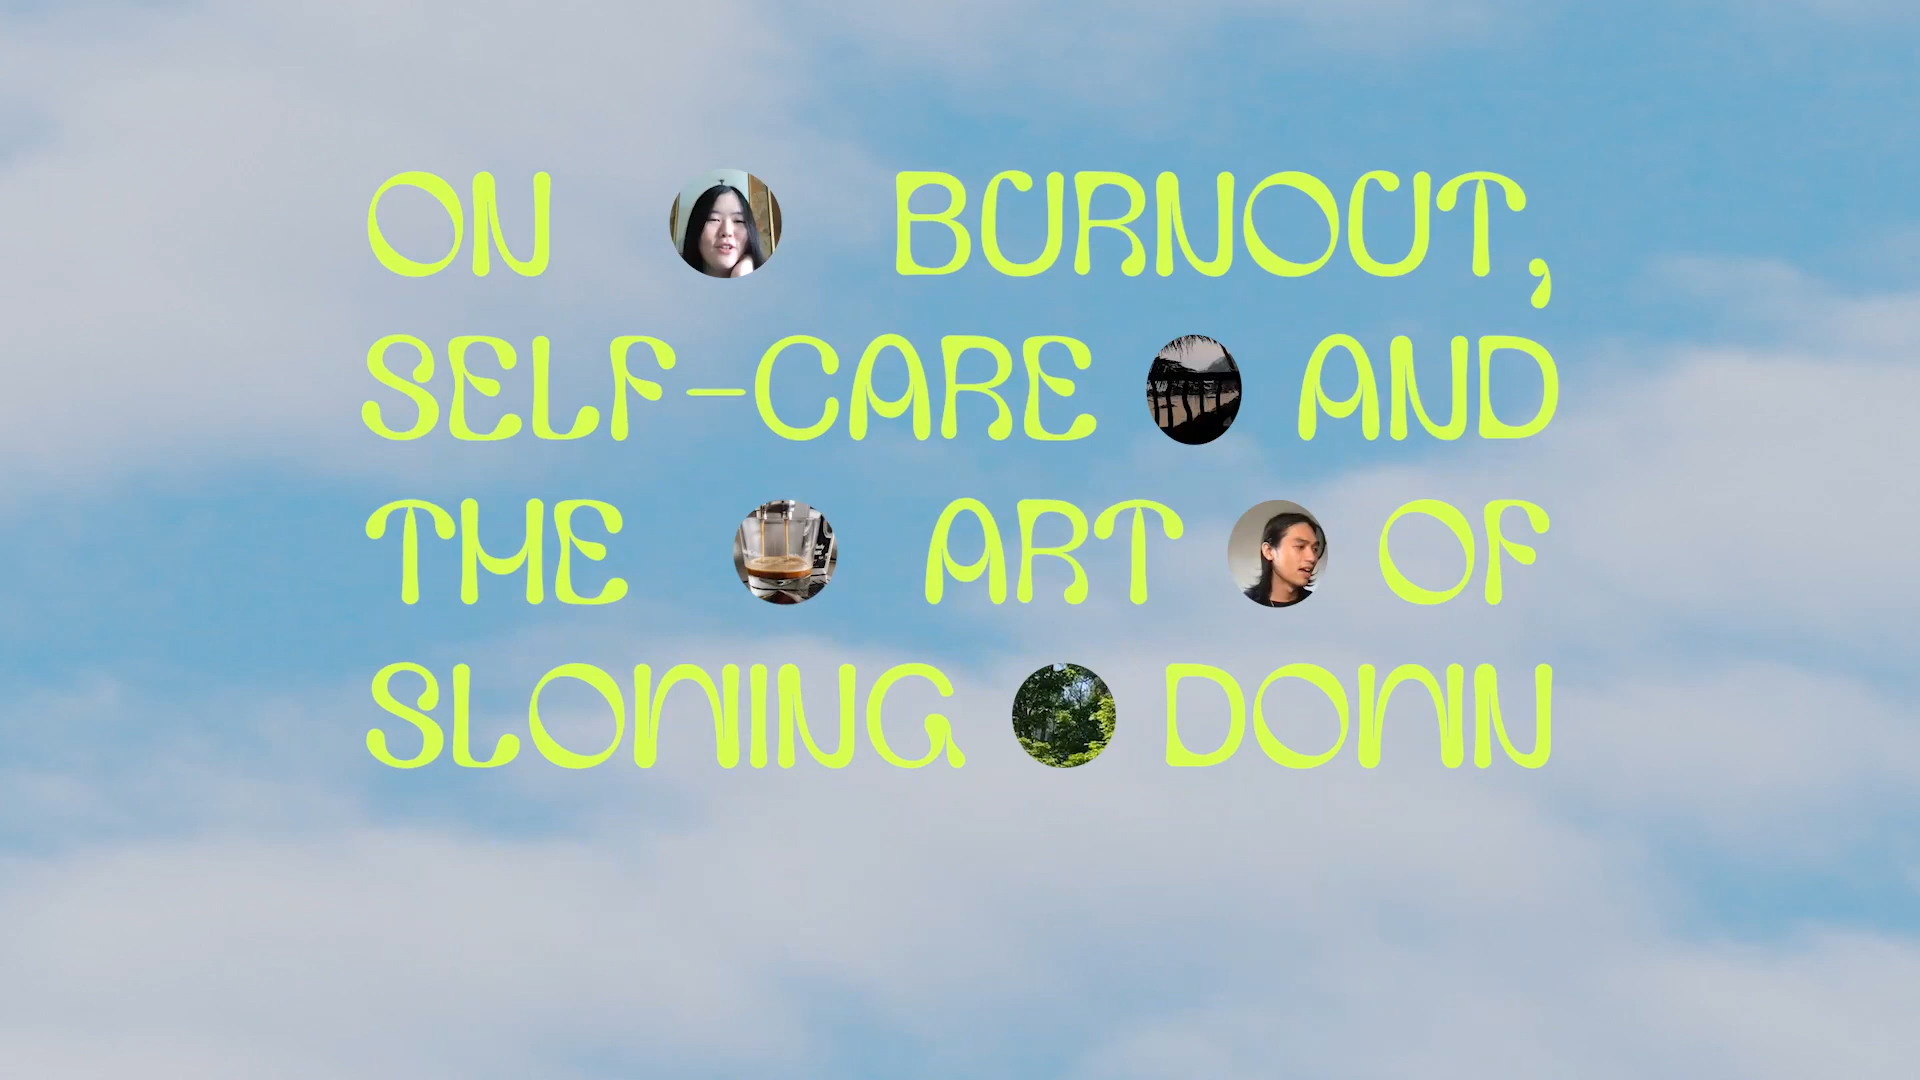 ON BURNOUT,
SELF-CARE AND
THE ART OF
SLOWING DOWN